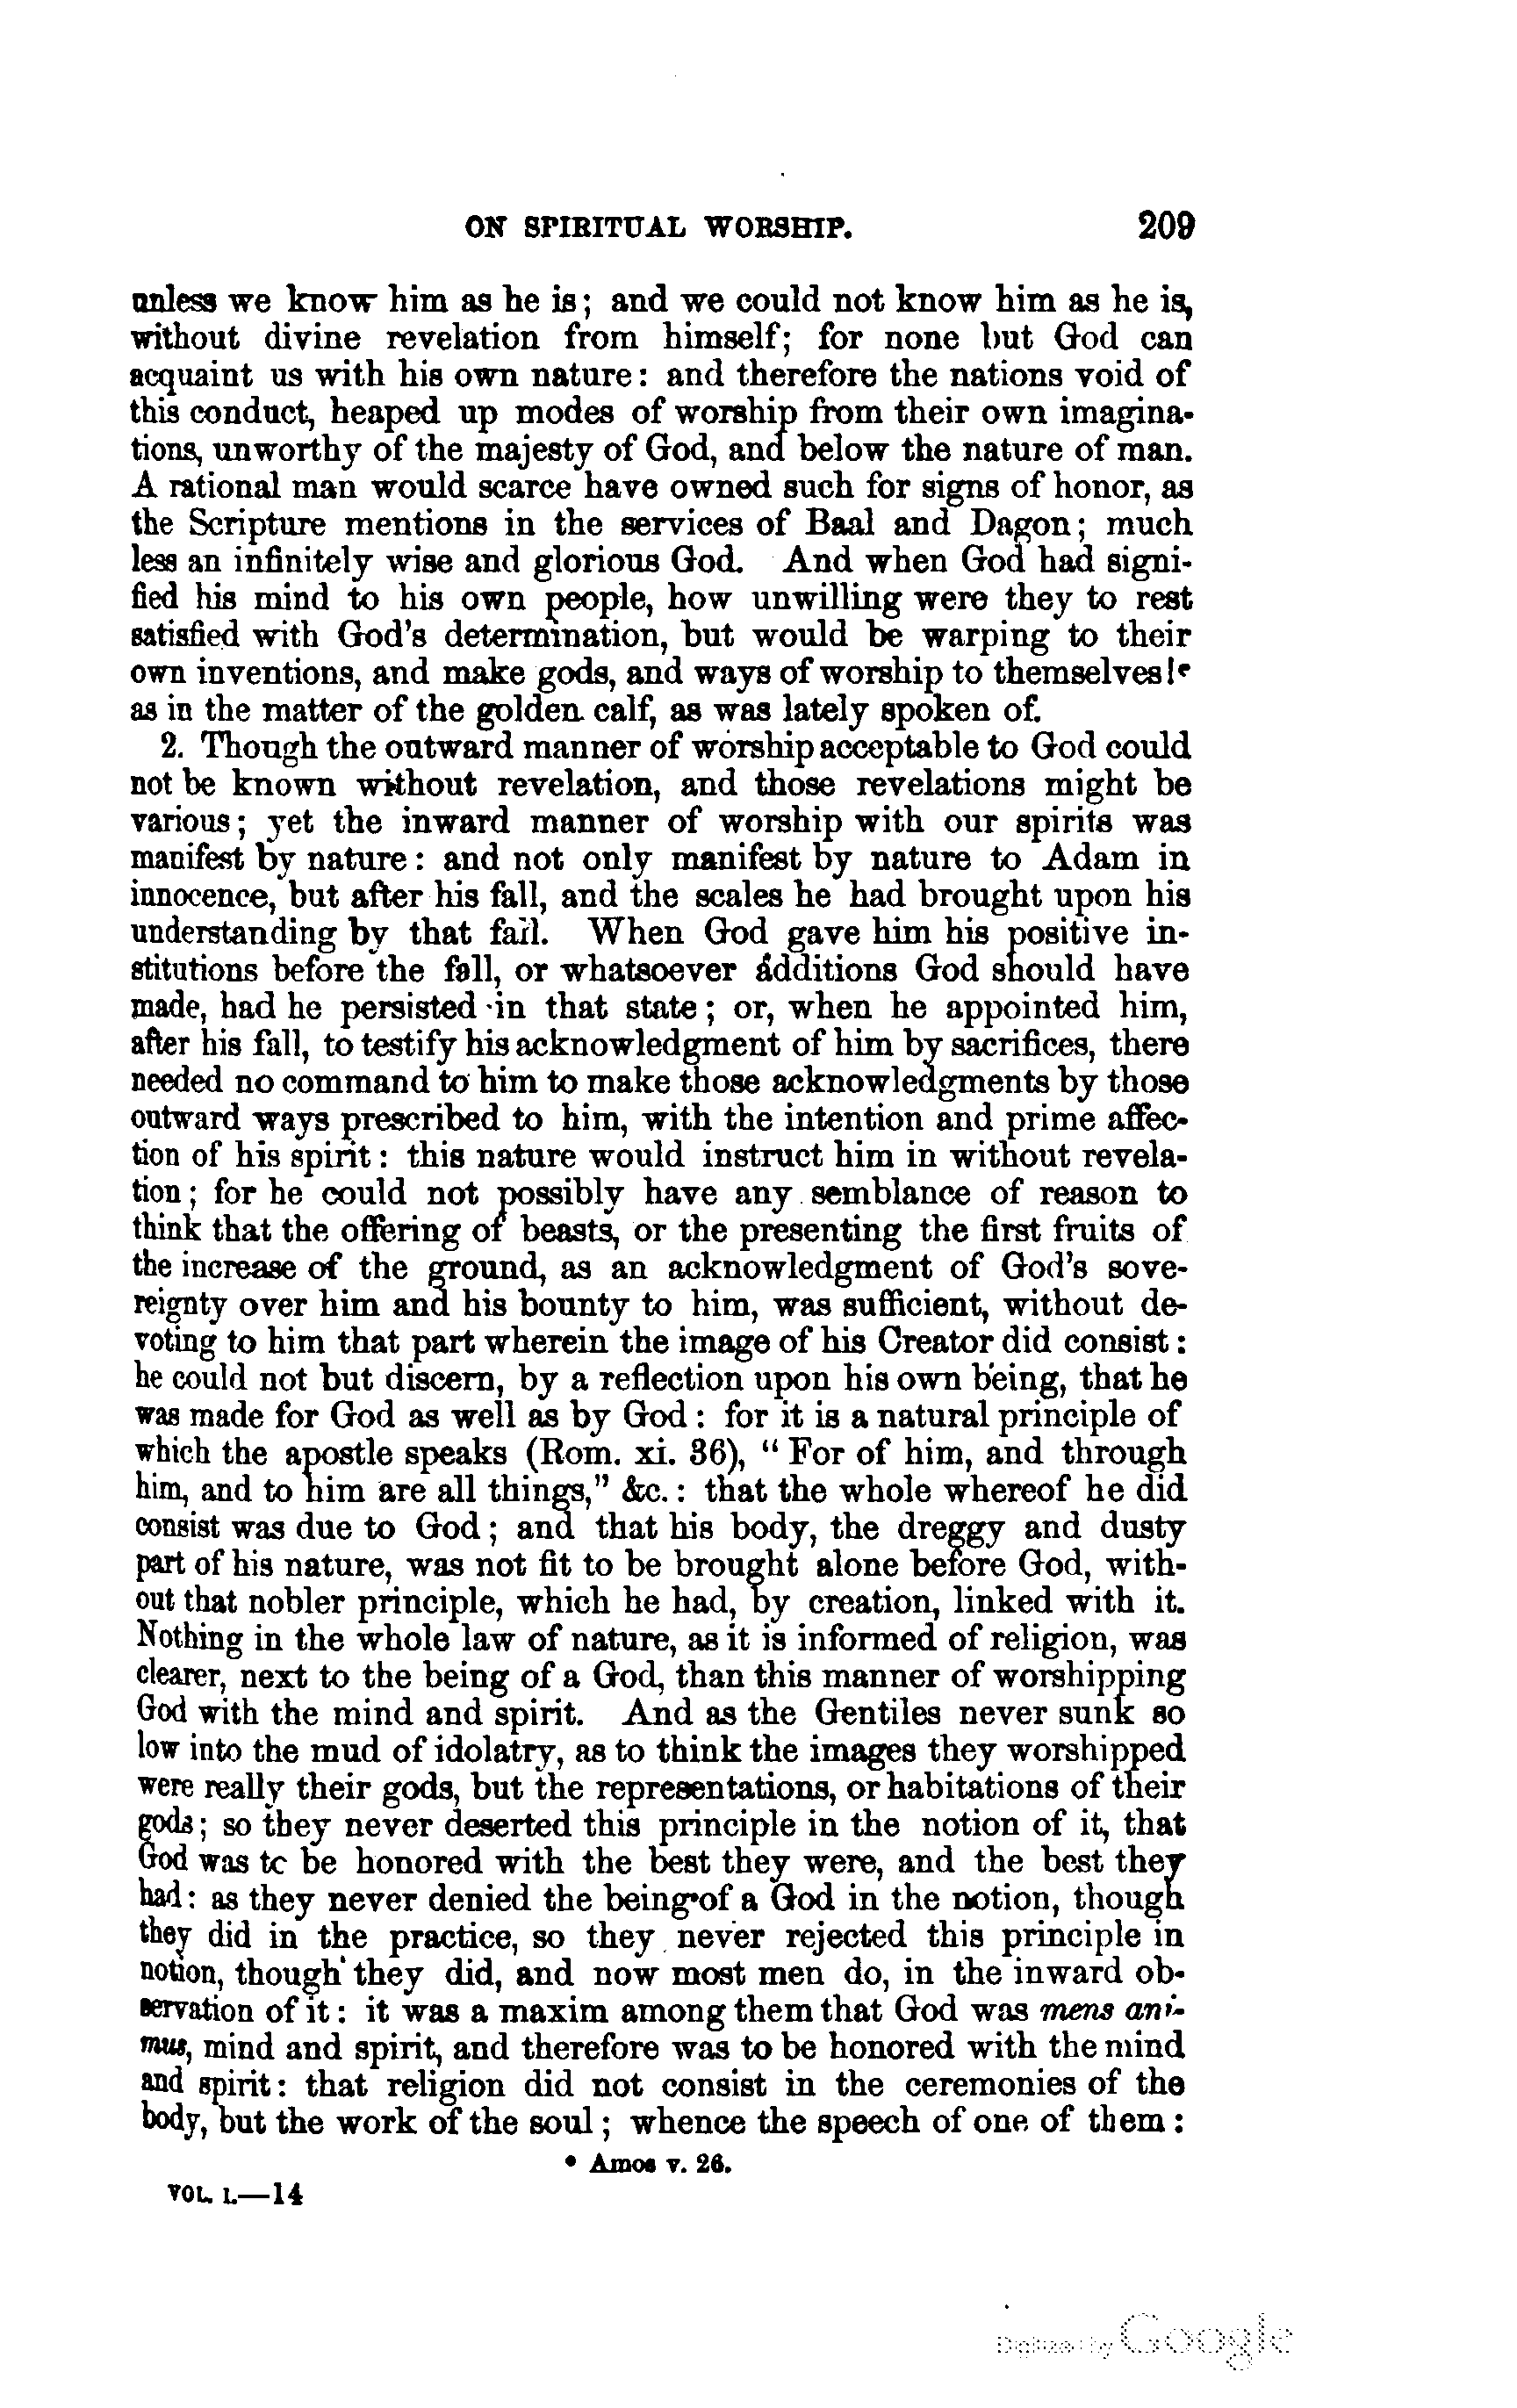 ON SPIRITUAL WORSHIP. 209
unless we know him as he is; and we could not know him as he is,
without divine revelation from himself; for none but God can
acquaint us with his own nature: and therefore the nations void of
this conduct, heaped up modes of worship from their own imagina-
tions, unworthy of the majesty of God, and below the nature of man.
A rational man would scarce have owned such for signs of honor, as
the Scripture mentions in the services of Baal and Dagon; much
less an infinitely wise and glorious God. And when God had signi-
fied his mind to his own people, how unwilling were they to rest
satisfied with God's determination, but would be warping to their
own inventions, and make gods, and ways of worship to themselves!e
as in the matter of the golden calf, as was lately spoken of.
2. Though the outward manner of worship acceptable to God could
not be known without revelation, and those revelations might be
various; yet the inward manner of worship with our spirits was
manifest by nature: and not only manifest by nature to Adam in
innocence, but after his fall, and the scales he had brought upon his
understanding by that fall. When God gave him his positive in-
stitutions before the fall, or whatsoever additions God should have
made, had he persisted in that state; or, when he appointed him,
after his fall, to testify his acknowledgment of him by sacrifices, there
needed no command to him to make those acknowledgments by those
outward ways prescribed to him, with the intention and prime affec-
tion of his spirit: this nature would instruct him in without revela-
tion; for he could not possibly have any semblance of reason to
think that the offering of beasts, or the presenting the first fruits of
the increase of the ground, as an acknowledgment of God's sove-
reignty over him and his bounty to him, was sufficient, without de-
voting to him that part wherein the image of his Creator did consist:
he could not but discern, by a reflection upon his own being, that he
was made for God as well as by God: for it is a natural principle of
which the apostle speaks (Rom. xi. 36), "For of him, and through
him, and to him are all things," &c.: that the whole whereof he did
consist was due to God; and that his body, the dreggy and dusty
part of his nature, was not fit to be brought alone before God, with-
out that nobler principle, which he had, by creation, linked with it.
Nothing in the whole law of nature, as it is informed of religion, was
clearer, next to the being of a God, than this manner of worshipping
God with the mind and spirit. And as the Gentiles never sunk so
low into the mud of idolatry, as to think the images they worshipped
were really their gods, but the representations, or habitations of their
gods; so they never deserted this principle in the notion of it, that
God was to be honored with the best they were, and the best they
had: as they never denied the being of a God in the notion, though
they did in the practice, so they never rejected this principle in
notion, though they did, and now most men do, in the inward ob-
servation of it: it was a maxim among them that God was mens ani-
mus, mind and spirit, and therefore was to be honored with the mind
and spirit: that religion did not consist in the ceremonies of the
body, but the work of the soul; whence the speech of one of them:
e Amos v. 26.
VOL. I.—14
Digitized by Google